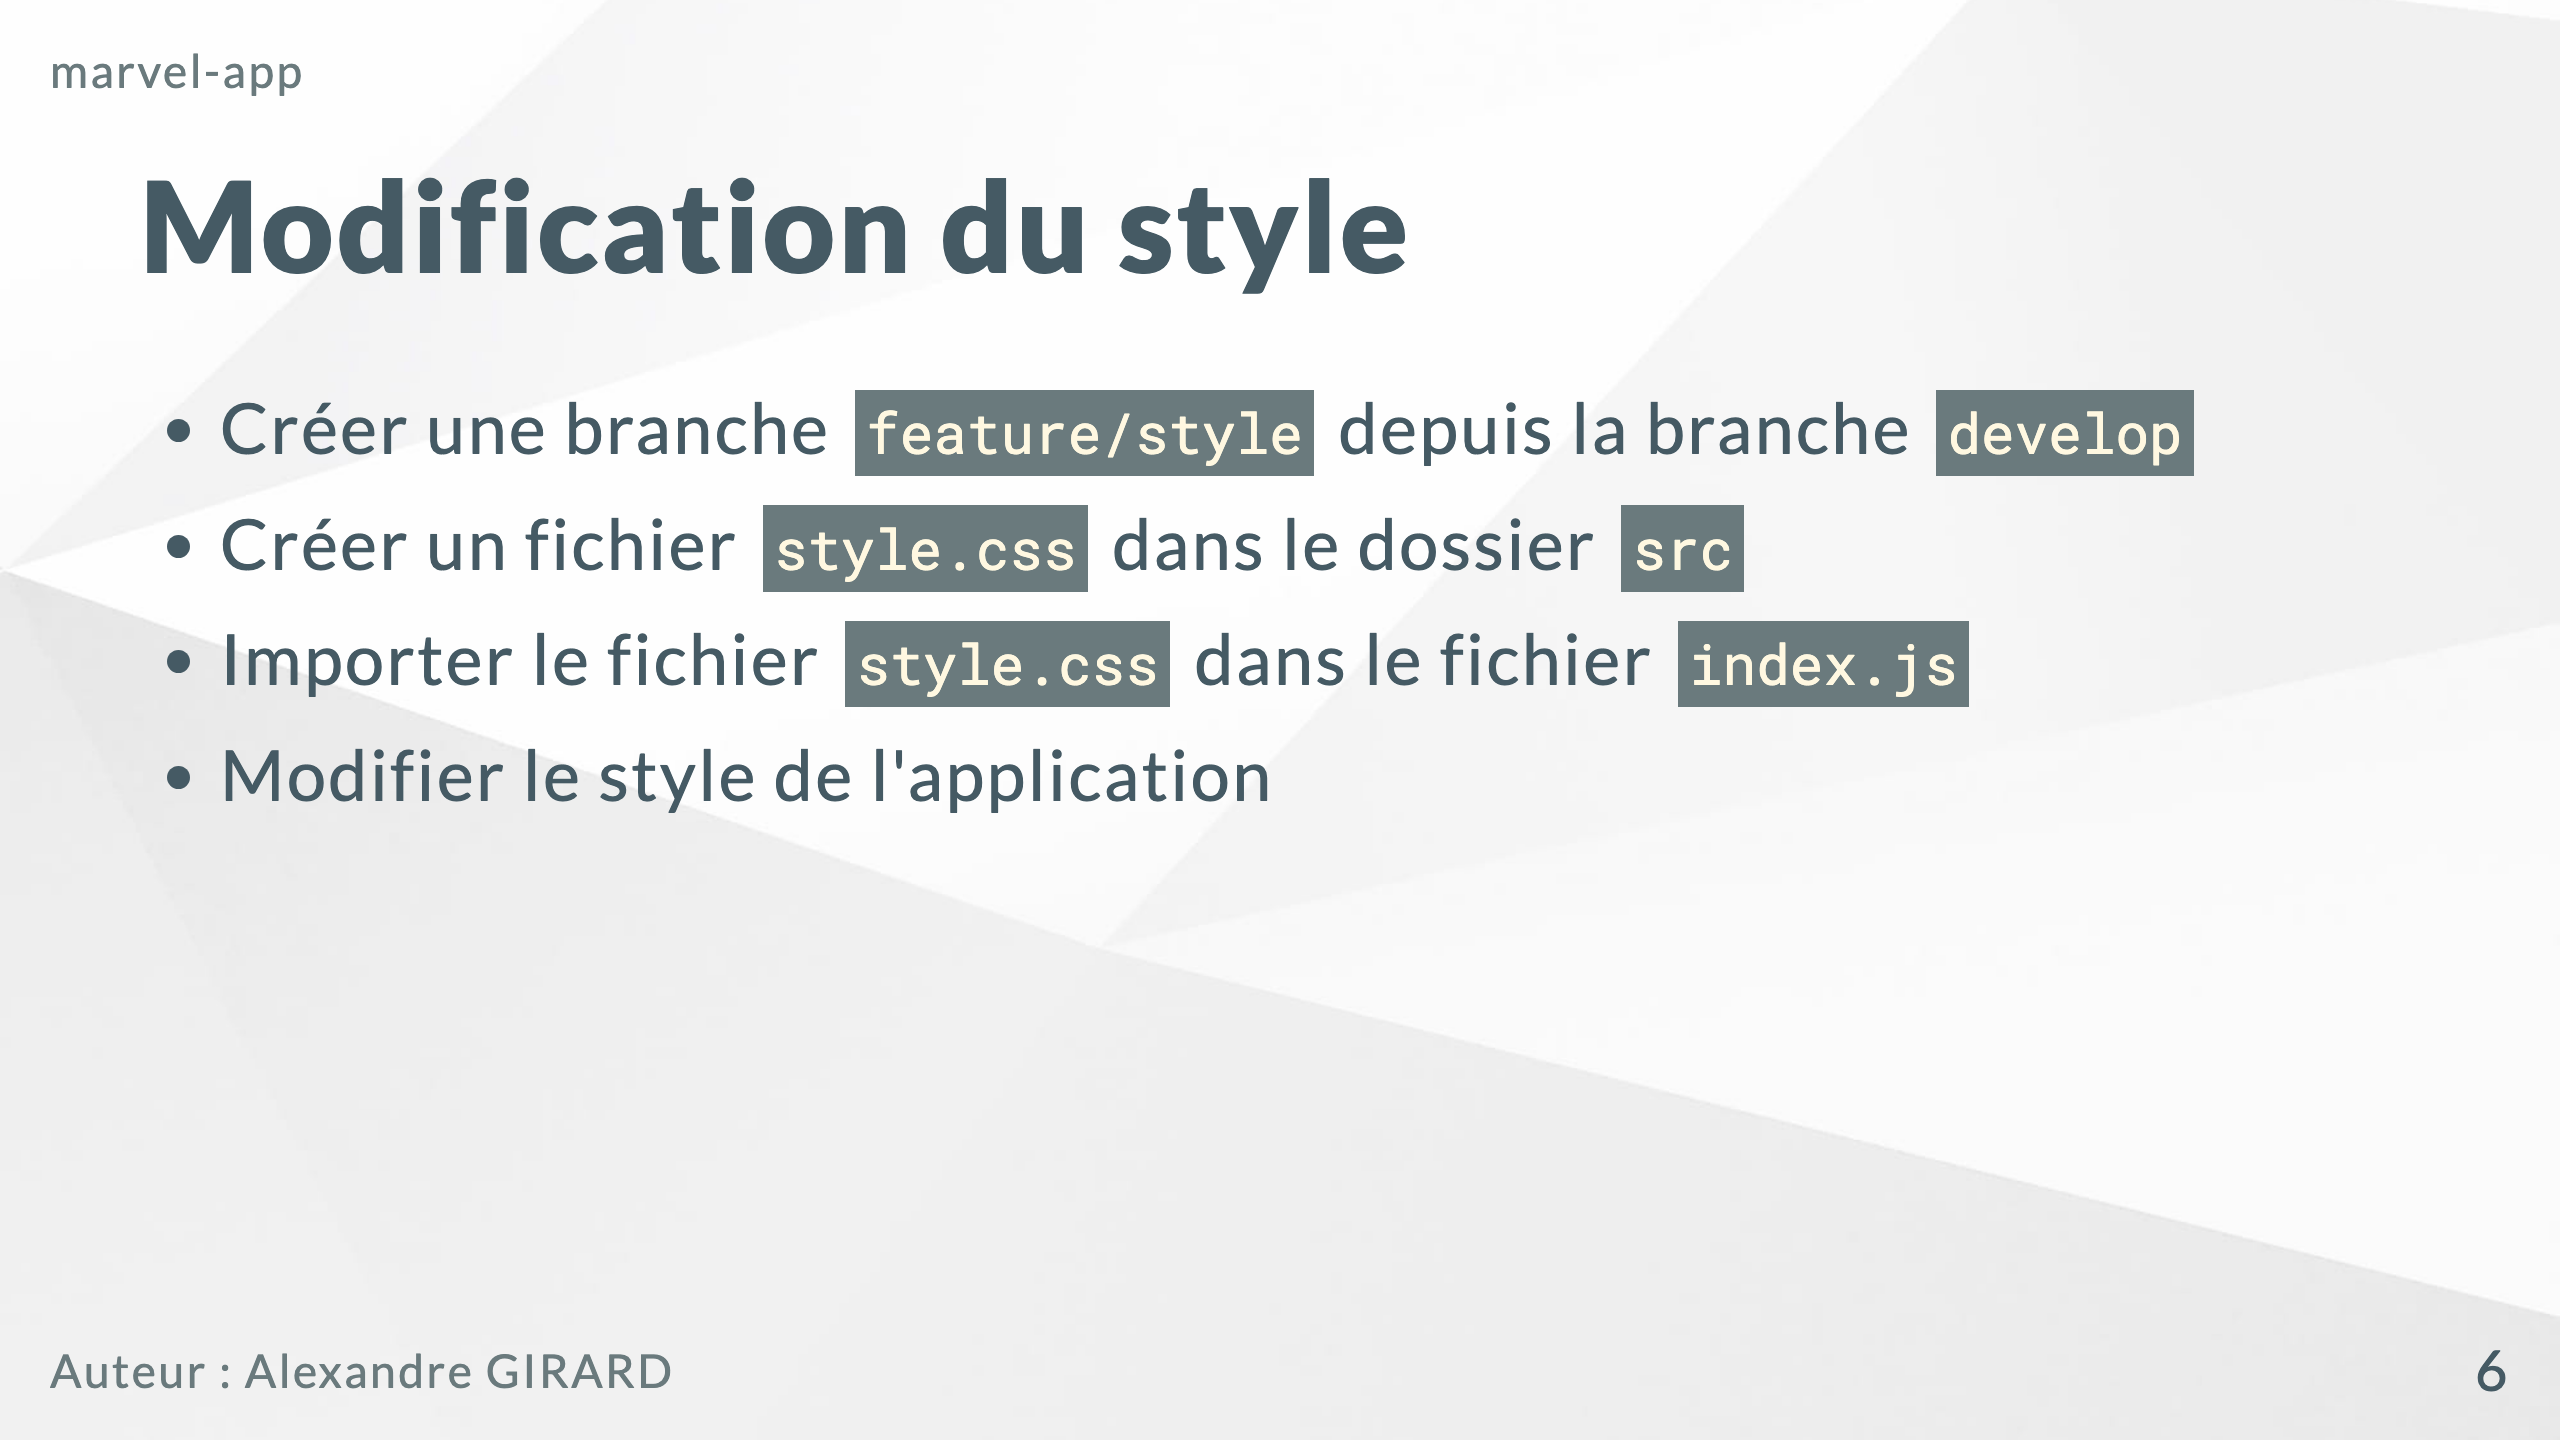 marvel-app
Modification du style
• Créer une branche feature/style depuis la branche develop
• Créer un fichier style.css dans le dossier src
• Importer le fichier style.css dans le fichier index.js
• Modifier le style de l'application
Auteur : Alexandre GIRARD
6